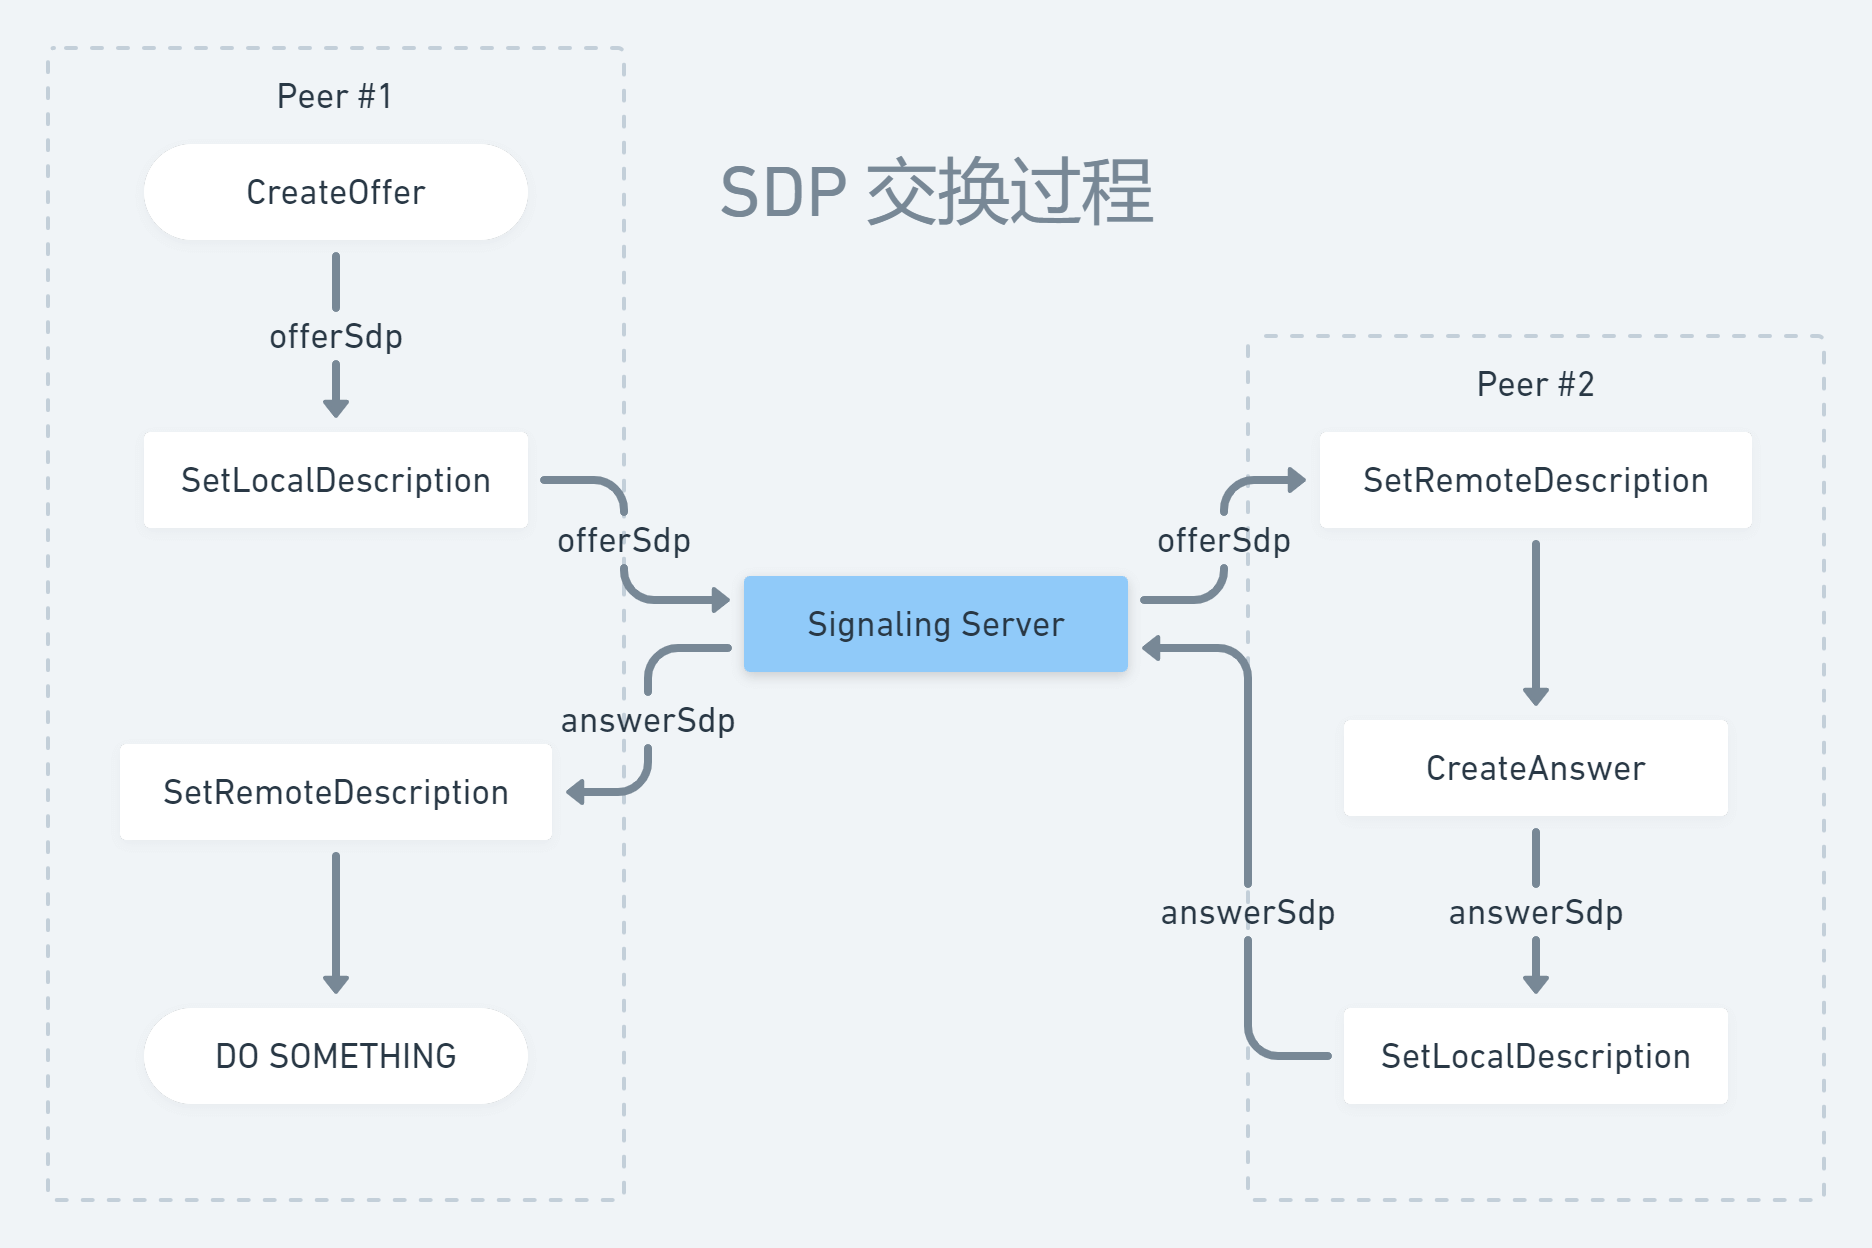 SDP 交换过程
Peer #1
CreateOffer
offerSdp
SetLocalDescription
offerSdp
Signaling Server
offerSdp
Peer #2
SetRemoteDescription
CreateAnswer
answerSdp
SetLocalDescription
answerSdp
answerSdp
SetRemoteDescription
DO SOMETHING